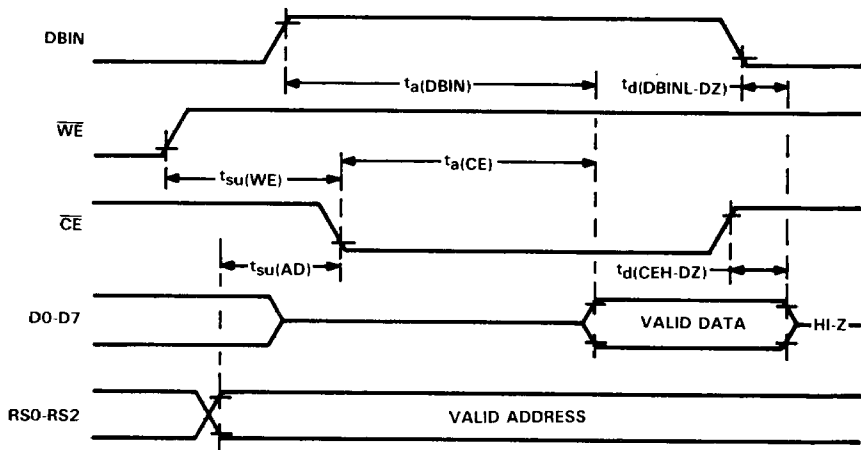 DBIN
ta(DBIN)
td(DBINL-DZ)
WE
tsu(WE)
ta(CE)
CE
tsu(AD)
td(CEH-DZ)
D0-D7
VALID DATA
HI-Z
RS0-RS2
VALID ADDRESS